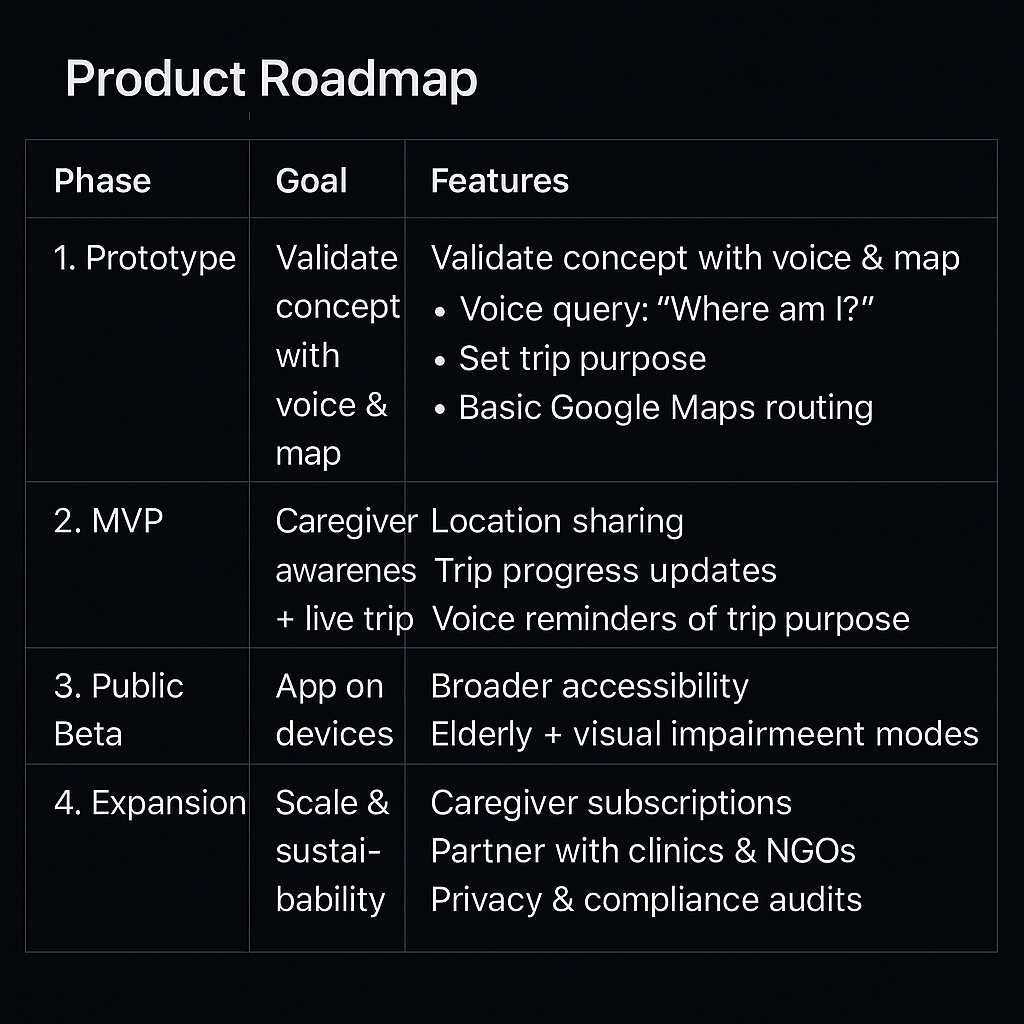 Product Roadmap
Phase
Goal
Features
1. Prototype
Validate
concept
with
voice &
map
Validate concept with voice & map
• Voice query: “Where am I?”
• Set trip purpose
• Basic Google Maps routing
2. MVP
Caregiver
awarenes
+ live trip
Location sharing
Trip progress updates
Voice reminders of trip purpose
3. Public
Beta
App on
devices
Broader accessibility
Elderly + visual impairmeent modes
4. Expansion
Scale &
sustai-
bability
Caregiver subscriptions
Partner with clinics & NGOs
Privacy & compliance audits